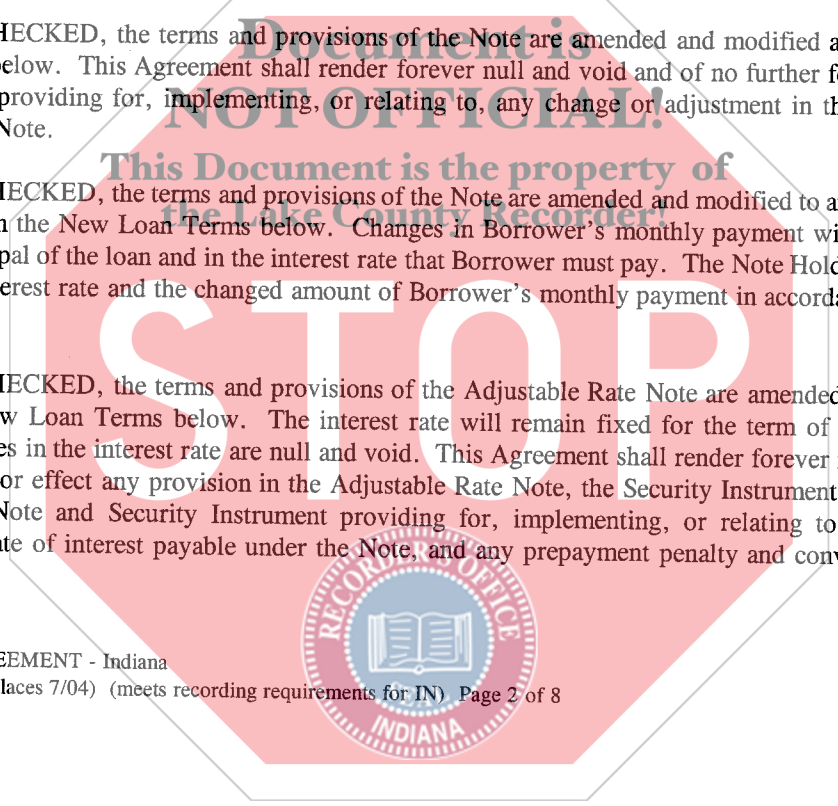 Document is
HECKED, the terms and provisions of the Note are amended and modified a
elow. This Agreement shall render forever null and void and of no further f
providing for, implementing, or relating to, any change or adjustment in th
NOT OFFICIAL!
Note.
This Document is the property of
HECKED, the terms and provisions of the Note are amended and modified to a
the Lake County Recorder!
n the New Loan Terms below. Changes in Borrower's monthly payment wi
pal of the loan and in the interest rate that Borrower must pay. The Note Hold
erest rate and the changed amount of Borrower's monthly payment in accorda
STOP
HECKED, the terms and provisions of the Adjustable Rate Note are amended
w Loan Terms below. The interest rate will remain fixed for the term of
es in the interest rate are null and void. This Agreement shall render forever
or effect any provision in the Adjustable Rate Note, the Security Instrument
Note and Security Instrument providing for, implementing, or relating to
te of interest payable under the Note, and any prepayment penalty and conv
RECORDER'S OFFICE
EEMENT - Indiana
laces 7/04) (meets recording requirements for IN) Page 2 of 8
SEAL
INDIANA